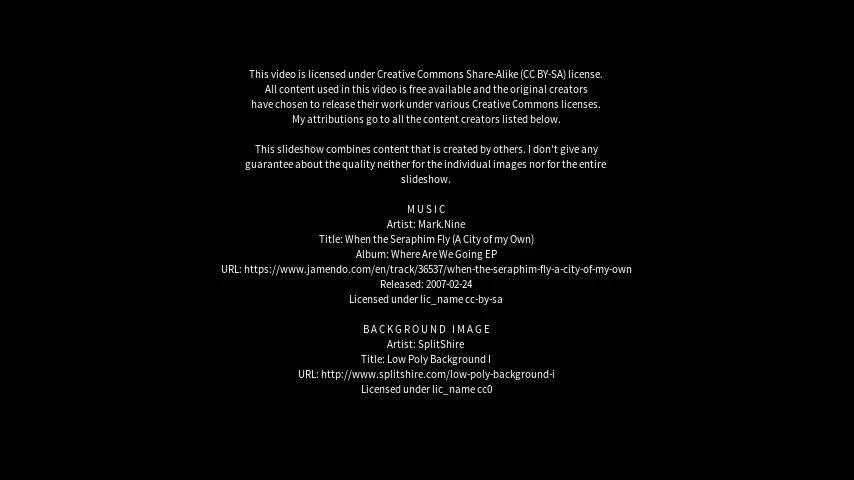 This video is licensed under Creative Commons Share-Alike (CC BY-SA) license.
All content used in this video is free available and the original creators
have chosen to release their work under various Creative Commons licenses.
My attributions go to all the content creators listed below.
This slideshow combines content that is created by others. I don't give any
guarantee about the quality neither for the individual images nor for the entire
slideshow.
MUSIC
Artist: Mark.Nine
Title: When the Seraphim Fly (A City of my Own)
Album: Where Are We Going EP
URL: https://www.jamendo.com/en/track/36537/when-the-seraphim-fly-a-city-of-my-own
Released: 2007-02-24
Licensed under lic_name cc-by-sa
BACKGROUND IMAGE
Artist: SplitShire
Title: Low Poly Background I
URL: http://www.splitshire.com/low-poly-background-i
Licensed under lic_name cc0